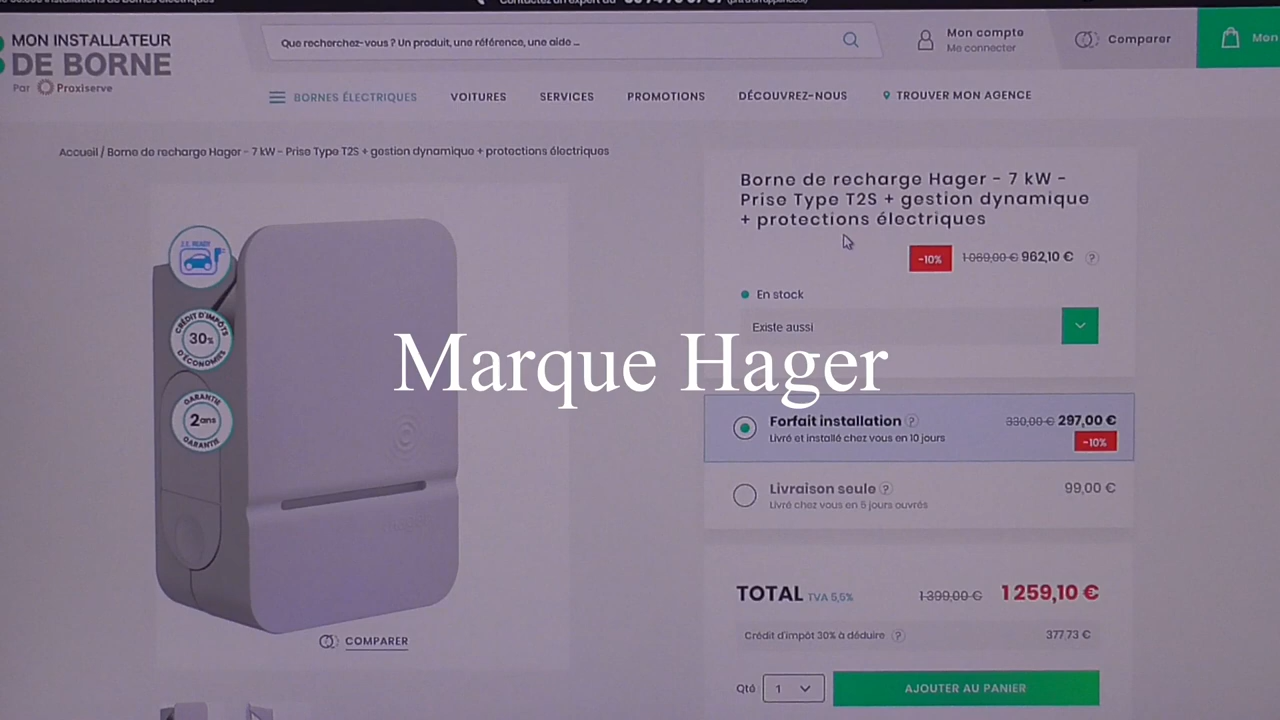 MON INSTALLATEUR
DE BORNE
Par Proxiserve
Que recherchez-vous ? Un produit, une référence, une aide ...
Mon compte
Me connecter
Comparer
Mon
BORNES ÉLECTRIQUES
VOITURES
SERVICES
PROMOTIONS
DÉCOUVREZ-NOUS
TROUVER MON AGENCE
Accueil / Borne de recharge Hager - 7 kW - Prise Type T2S + gestion dynamique + protections électriques
Borne de recharge Hager - 7 kW -
Prise Type T2S + gestion dynamique
+ protections électriques
-10% 1 069,00 € 962,10 € ?
En stock
Existe aussi
CRÉDIT D'IMPÔTS
30%
D'ÉCONOMIES
GARANTIE
2 ans
GARANTIE
Marque Hager
Forfait installation ? 330,00 € 297,00 €
Livré et installé chez vous en 10 jours
-10%
Livraison seule ? 99,00 €
Livré chez vous en 5 jours ouvrés
TOTAL TVA 5,5% 1 399,00 € 1 259,10 €
Crédit d'impôt 30% à déduire ? 377.73 €
COMPARER
Qté 1
AJOUTER AU PANIER